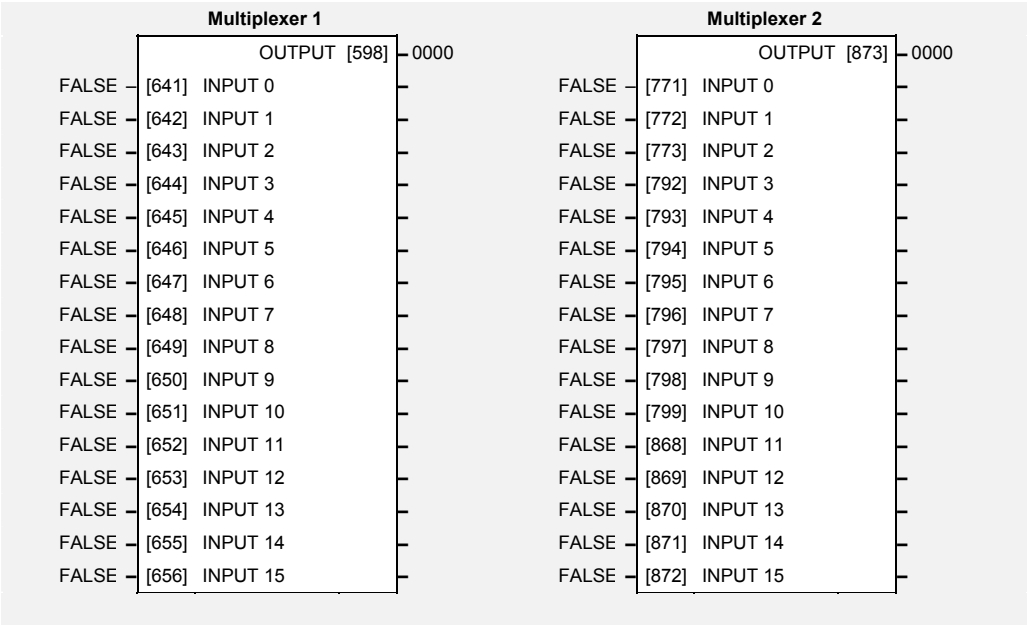 Multiplexer 1
OUTPUT [598] 0000
FALSE [641] INPUT 0
FALSE [642] INPUT 1
FALSE [643] INPUT 2
FALSE [644] INPUT 3
FALSE [645] INPUT 4
FALSE [646] INPUT 5
FALSE [647] INPUT 6
FALSE [648] INPUT 7
FALSE [649] INPUT 8
FALSE [650] INPUT 9
FALSE [651] INPUT 10
FALSE [652] INPUT 11
FALSE [653] INPUT 12
FALSE [654] INPUT 13
FALSE [655] INPUT 14
FALSE [656] INPUT 15
Multiplexer 2
OUTPUT [873] 0000
FALSE [771] INPUT 0
FALSE [772] INPUT 1
FALSE [773] INPUT 2
FALSE [792] INPUT 3
FALSE [793] INPUT 4
FALSE [794] INPUT 5
FALSE [795] INPUT 6
FALSE [796] INPUT 7
FALSE [797] INPUT 8
FALSE [798] INPUT 9
FALSE [799] INPUT 10
FALSE [868] INPUT 11
FALSE [869] INPUT 12
FALSE [870] INPUT 13
FALSE [871] INPUT 14
FALSE [872] INPUT 15